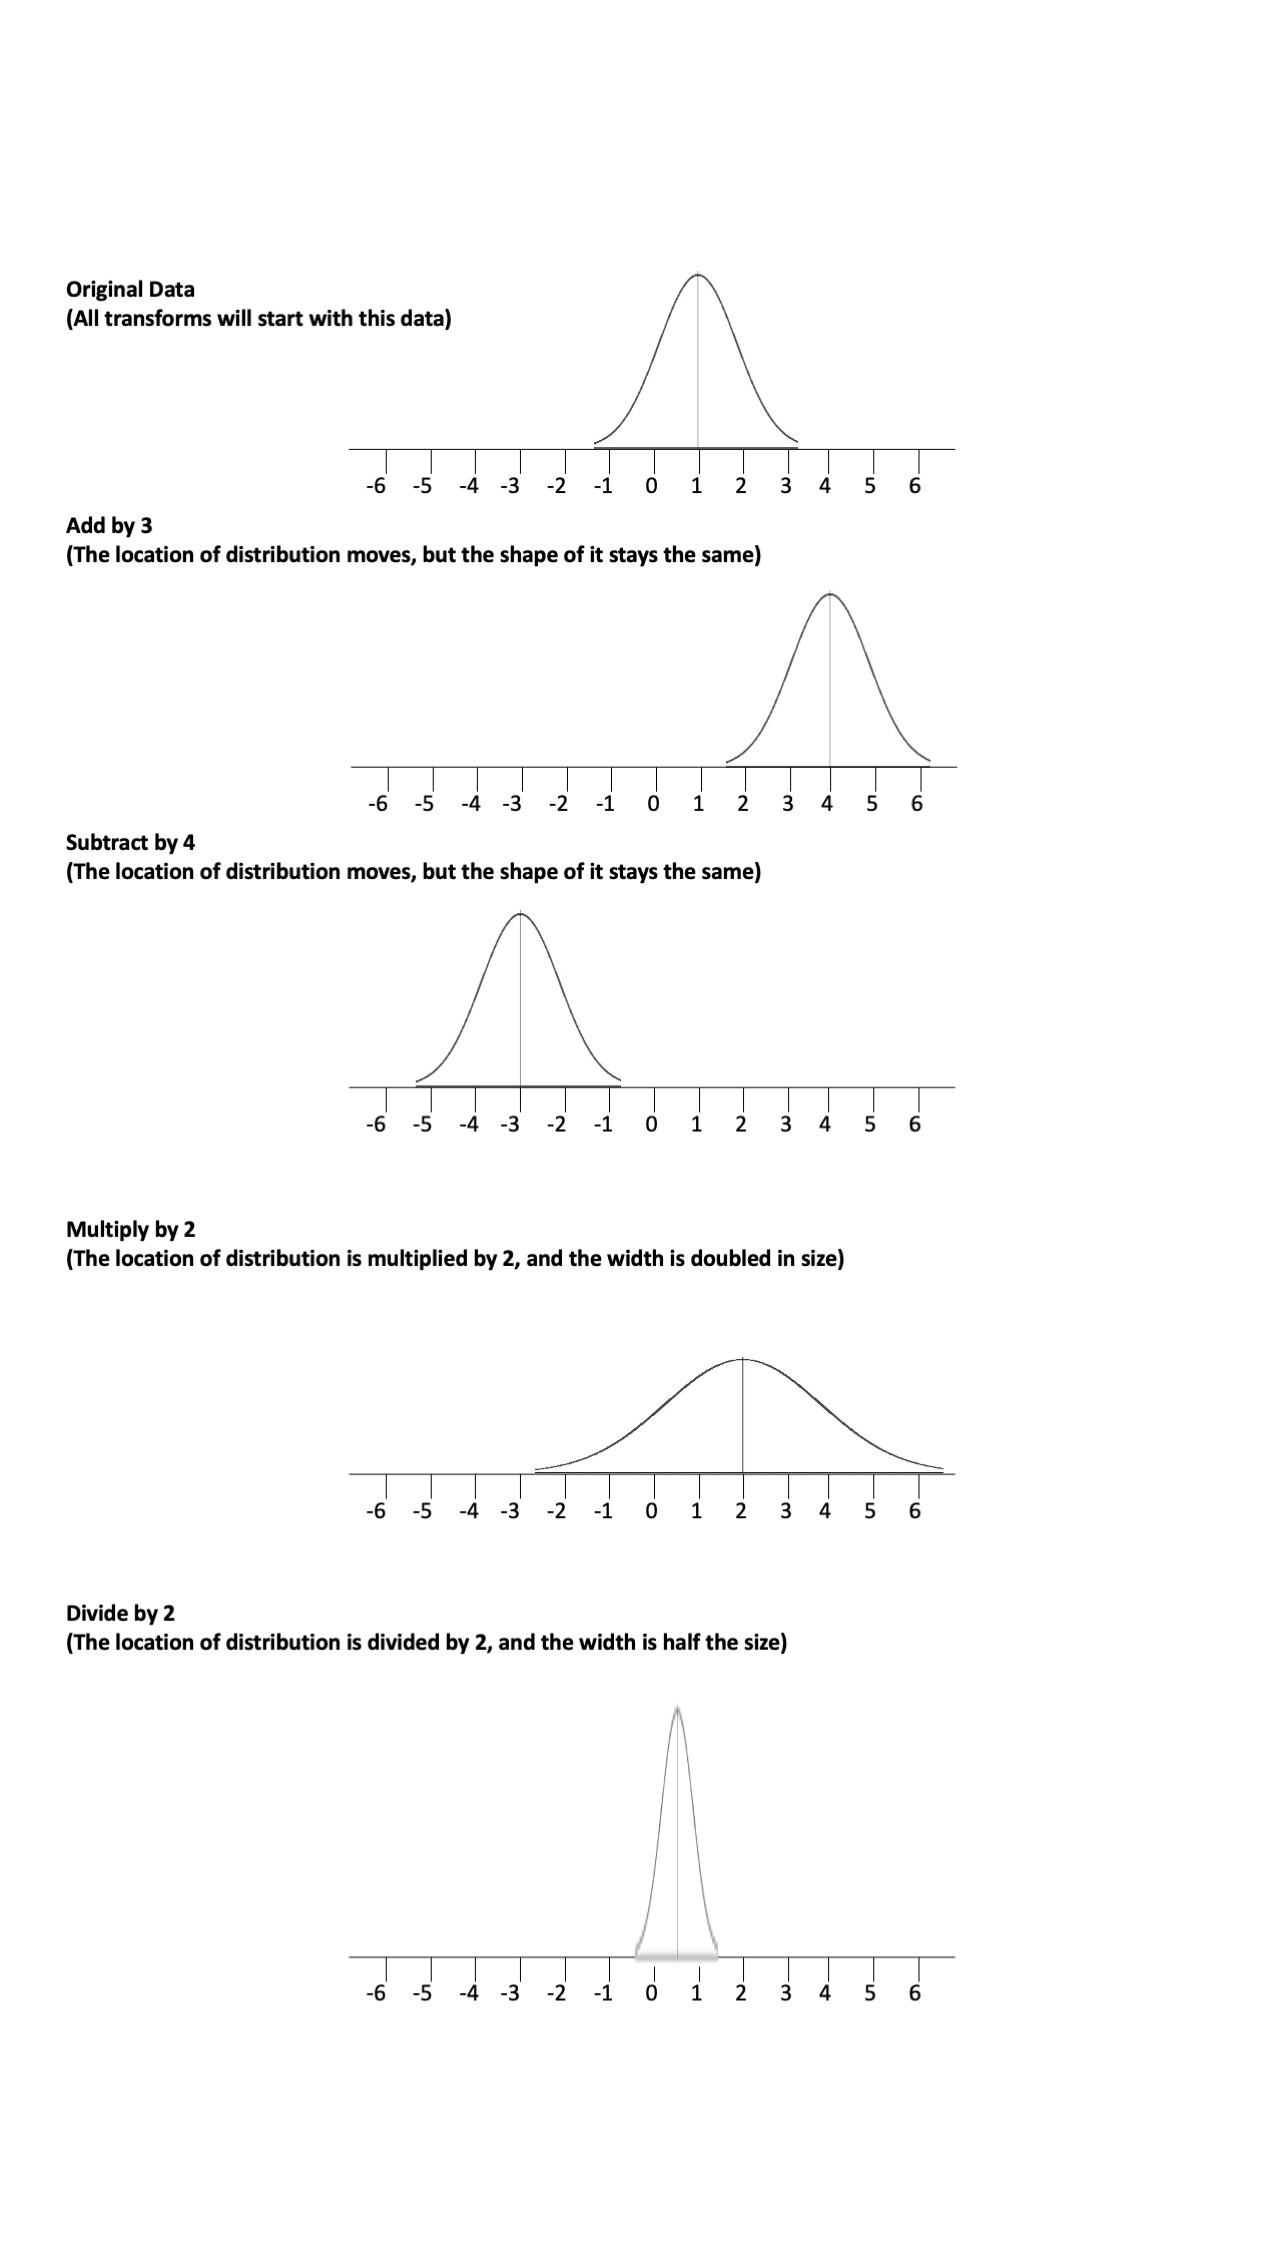 Original Data
(All transforms will start with this data)
-6 -5 -4 -3 -2 -1 0 1 2 3 4 5 6
Add by 3
(The location of distribution moves, but the shape of it stays the same)
-6 -5 -4 -3 -2 -1 0 1 2 3 4 5 6
Subtract by 4
(The location of distribution moves, but the shape of it stays the same)
-6 -5 -4 -3 -2 -1 0 1 2 3 4 5 6
Multiply by 2
(The location of distribution is multiplied by 2, and the width is doubled in size)
-6 -5 -4 -3 -2 -1 0 1 2 3 4 5 6
Divide by 2
(The location of distribution is divided by 2, and the width is half the size)
-6 -5 -4 -3 -2 -1 0 1 2 3 4 5 6